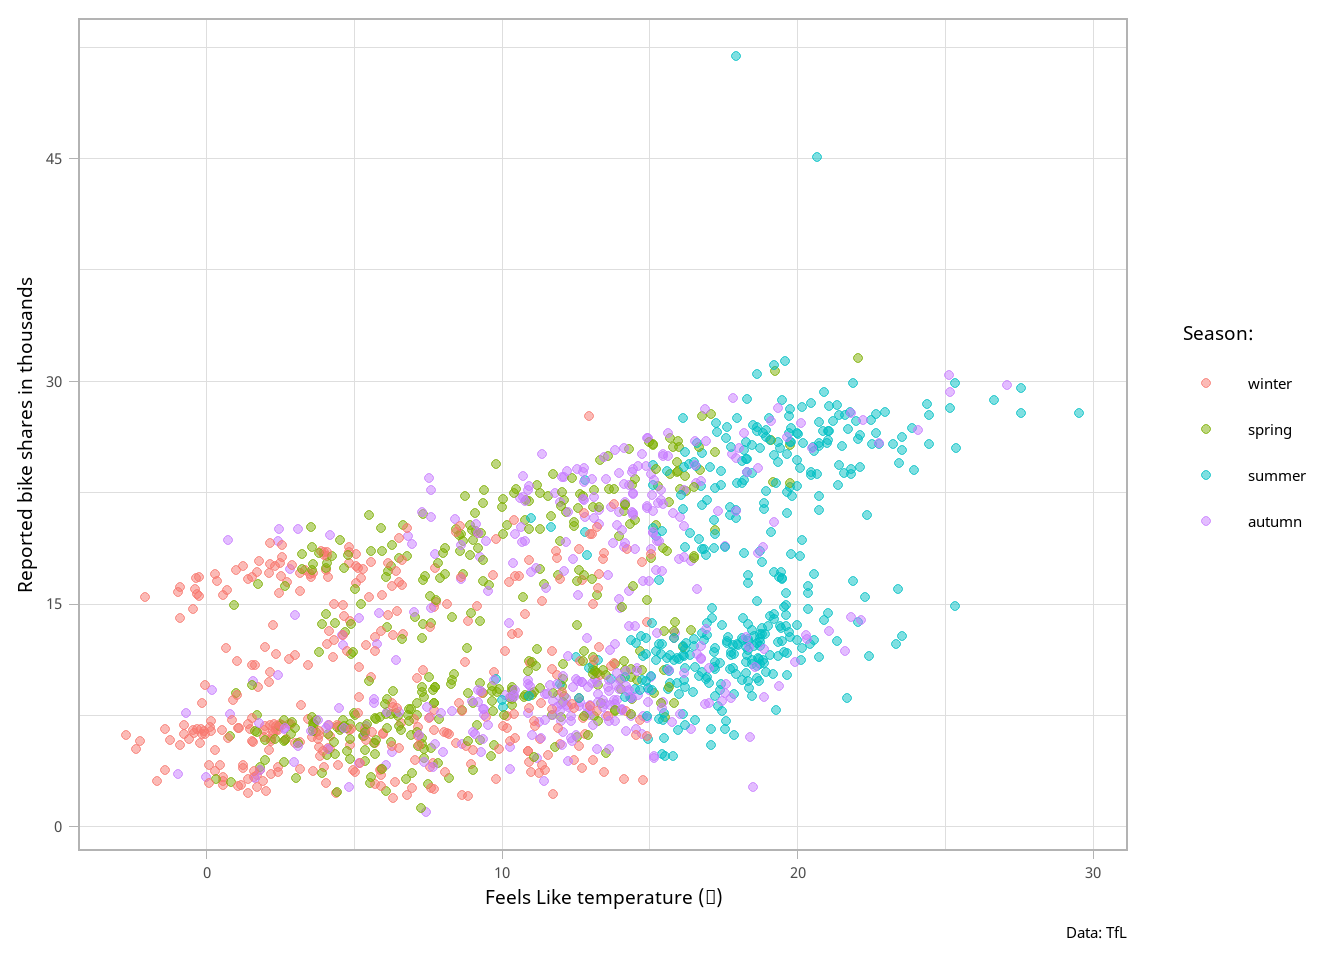 45
30
15
0
Reported bike shares in thousands
0 10 20 30
Feels Like temperature (▯)
Season:
winter
spring
summer
autumn
Data: TfL